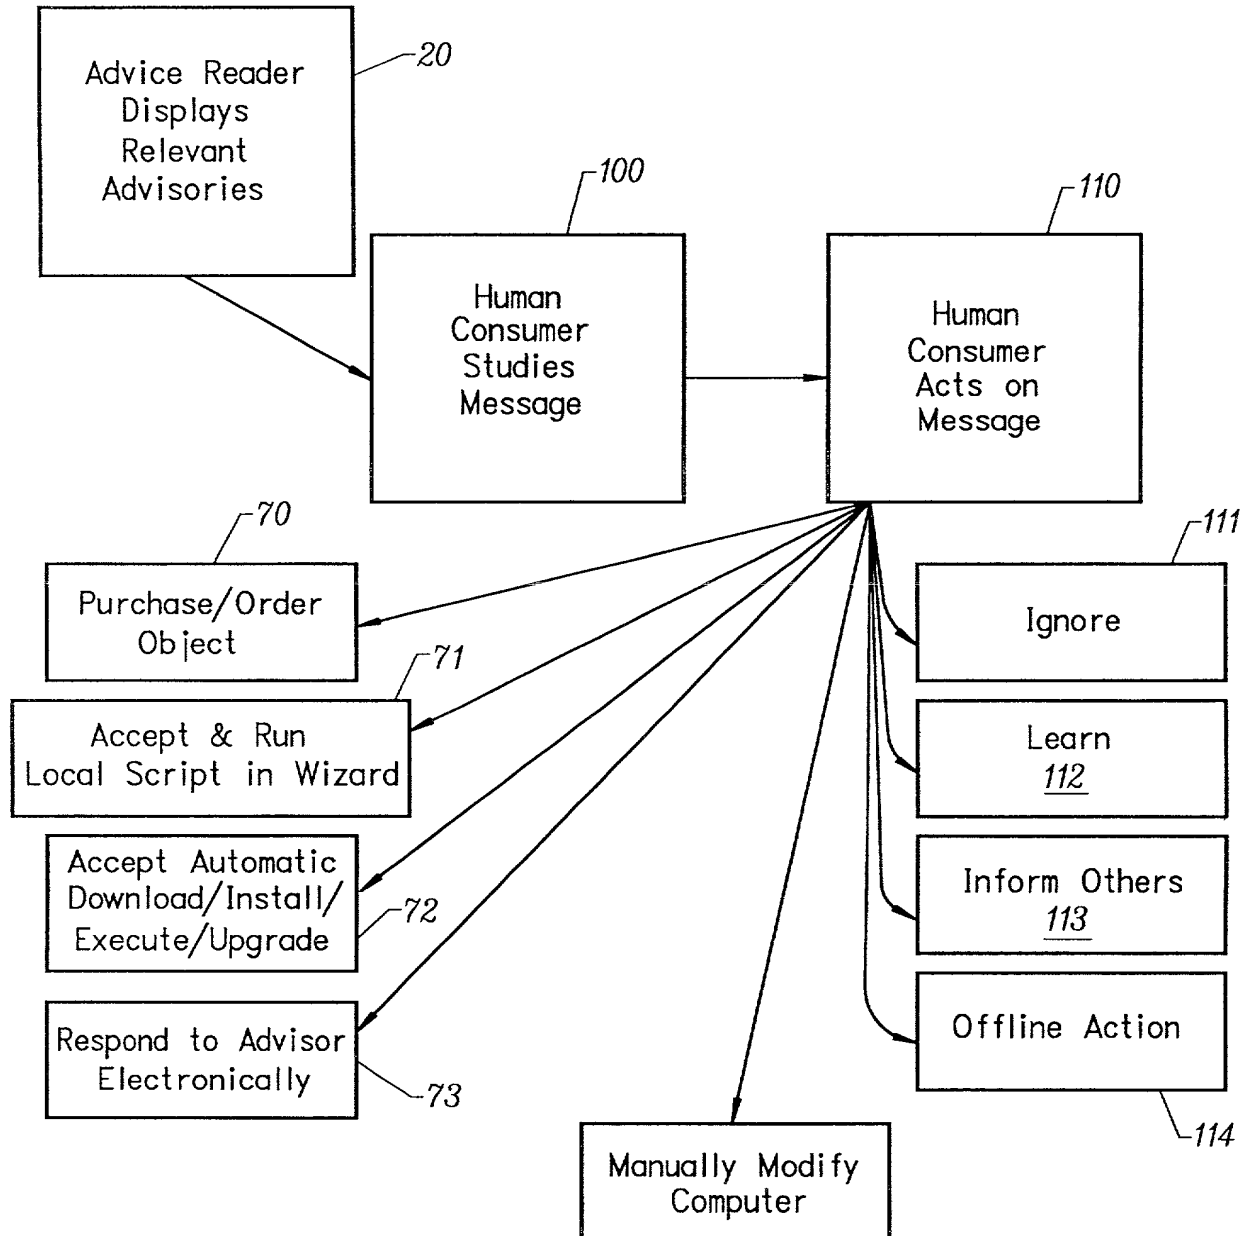 Advice Reader
Displays
Relevant
Advisories
20
Human
Consumer
Studies
Message
100
Human
Consumer
Acts on
Message
110
70
Purchase/Order
Object
71
Accept & Run
Local Script in Wizard
Accept Automatic
Download/Install/
Execute/Upgrade
72
Respond to Advisor
Electronically
73
Manually Modify
Computer
111
Ignore
Learn
112
Inform Others
113
Offline Action
114